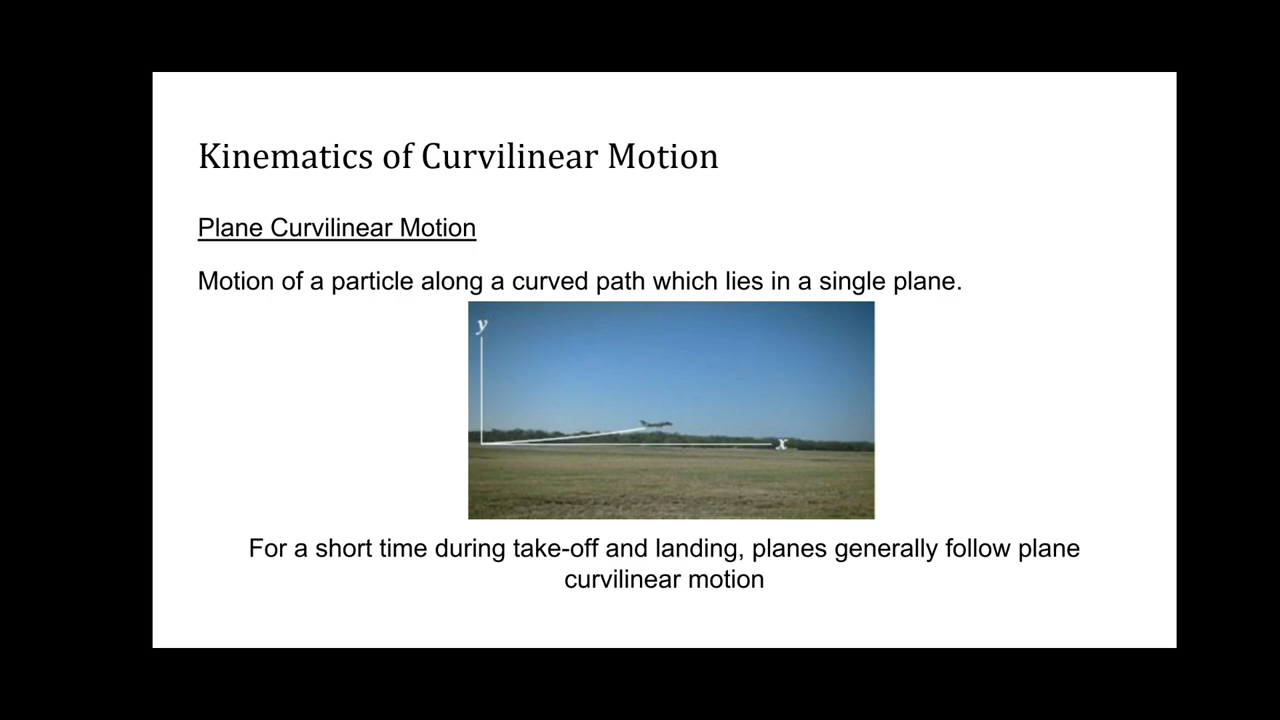 Kinematics of Curvilinear Motion
Plane Curvilinear Motion
Motion of a particle along a curved path which lies in a single plane.
y
x
For a short time during take-off and landing, planes generally follow plane
curvilinear motion